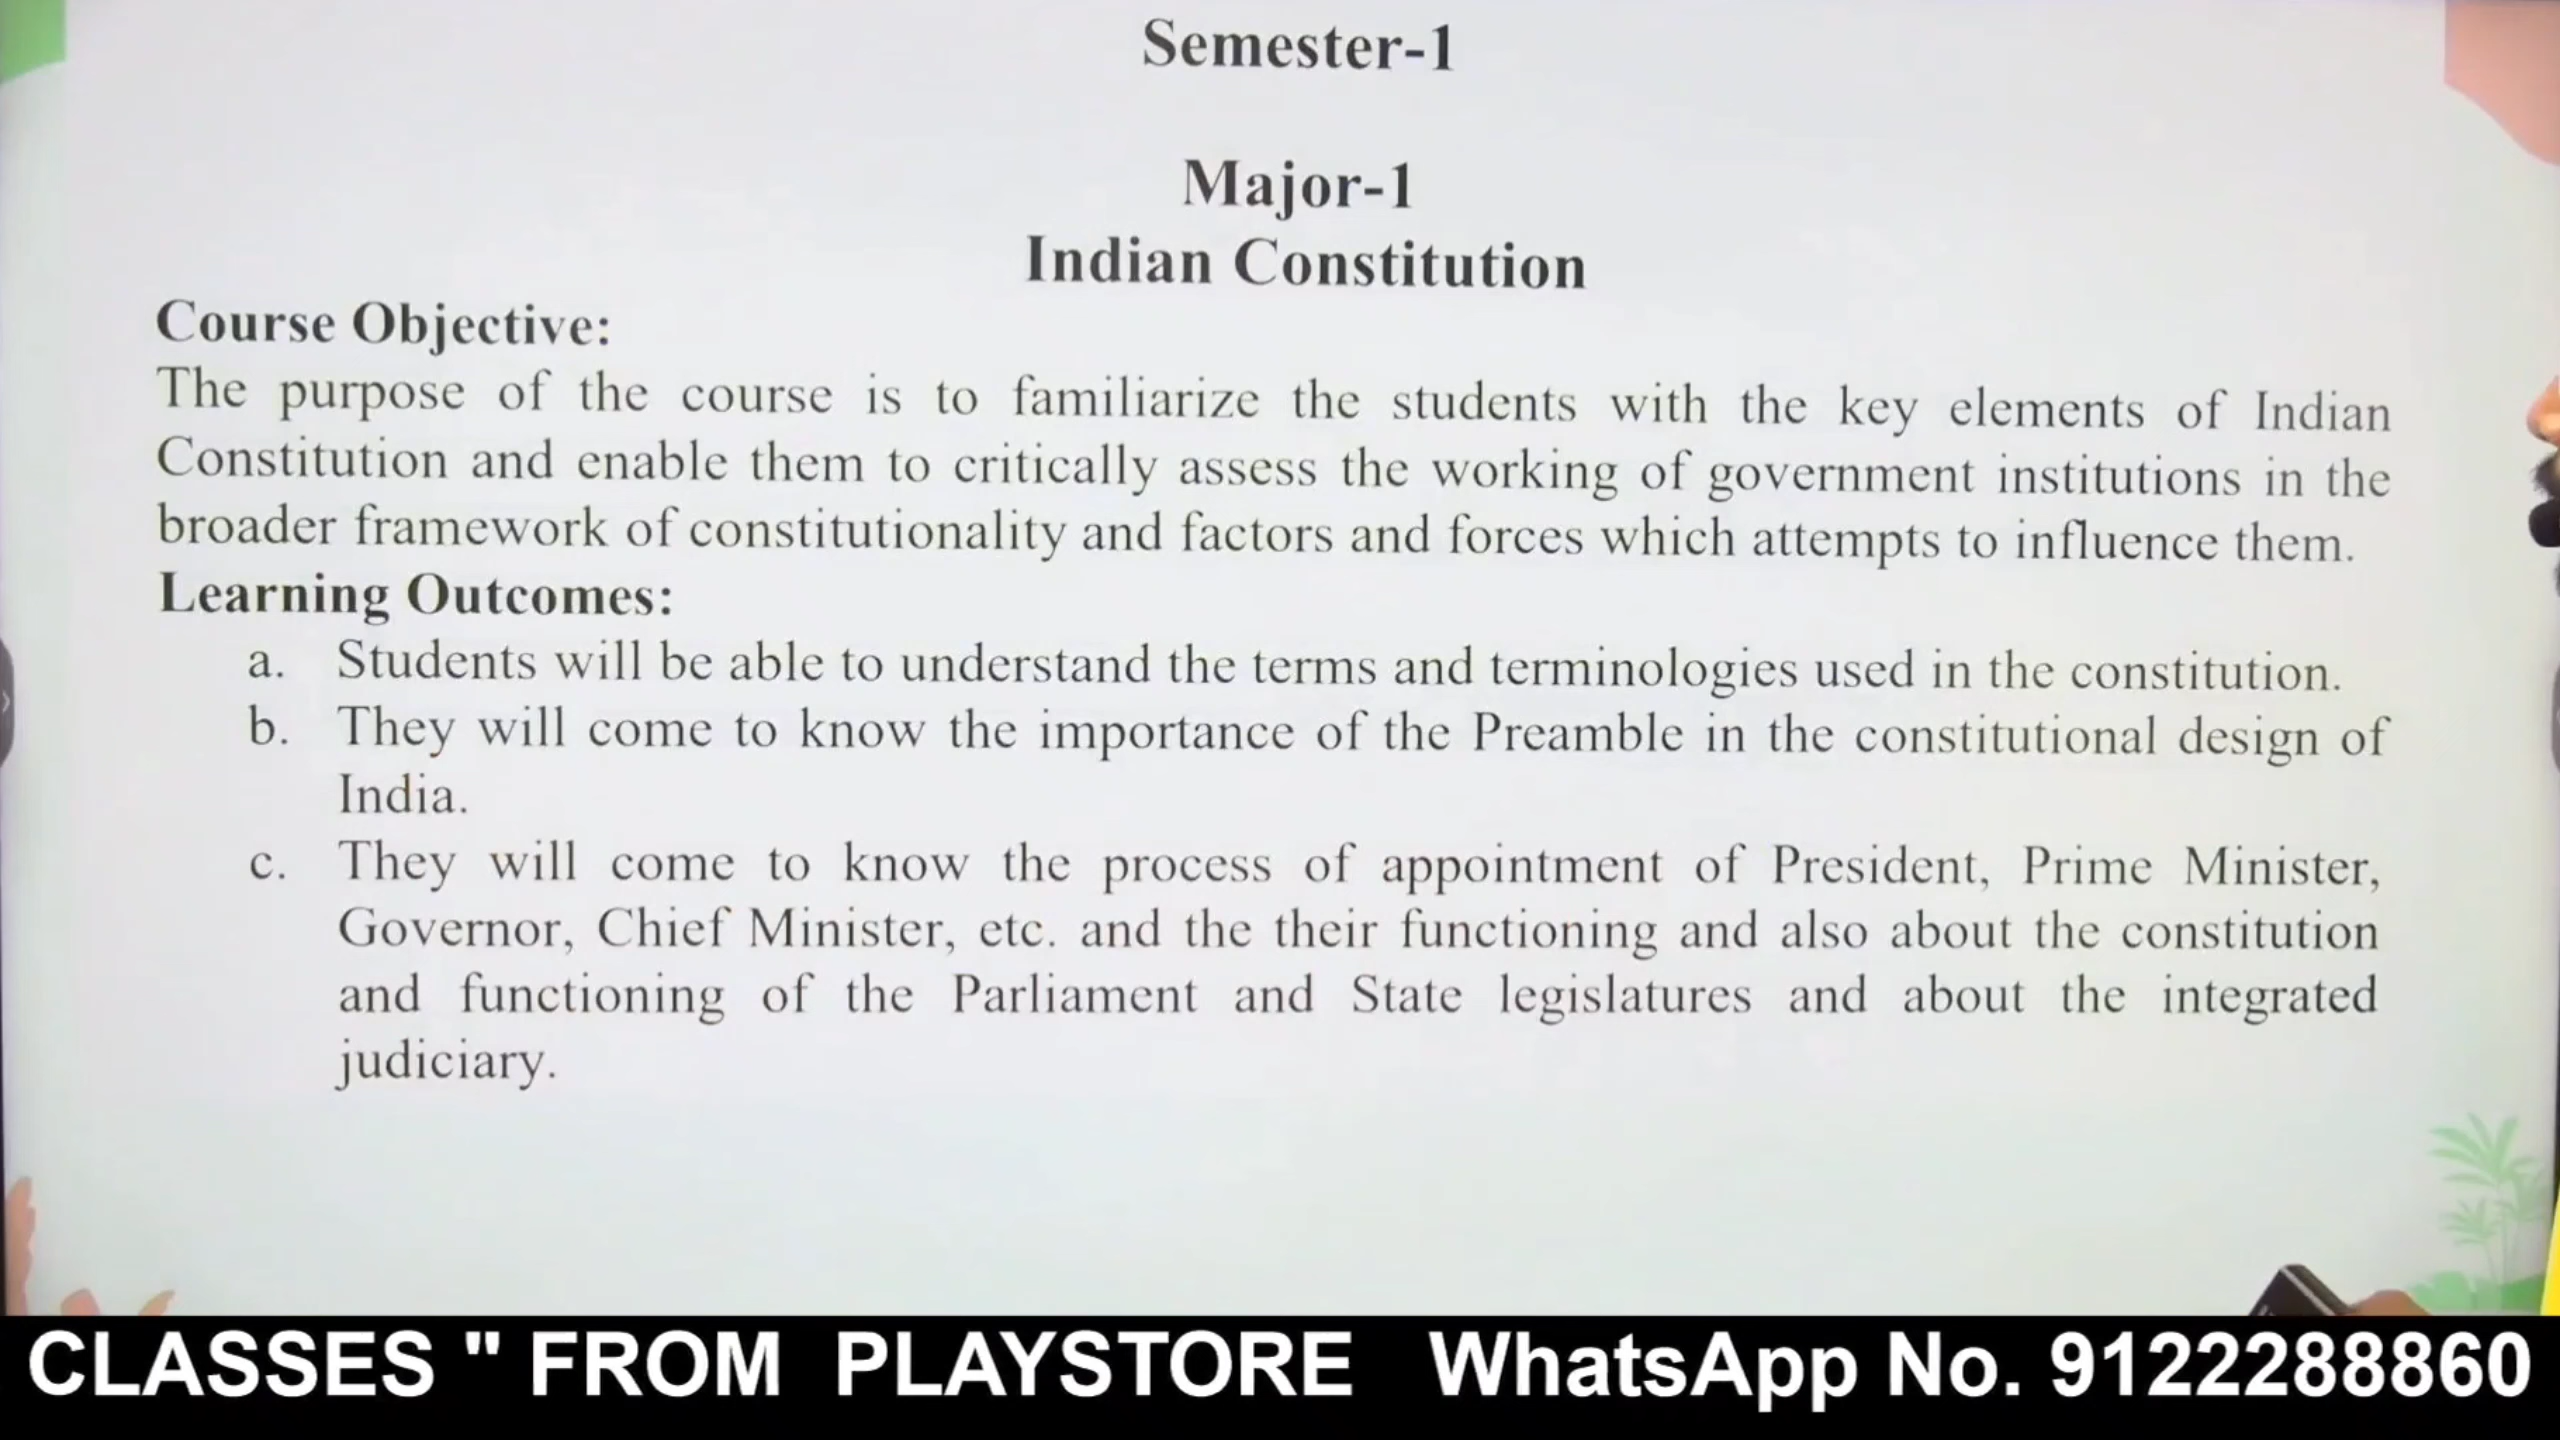 Semester-1
Major-1
Indian Constitution
Course Objective:
The purpose of the course is to familiarize the students with the key elements of Indian
Constitution and enable them to critically assess the working of government institutions in the
broader framework of constitutionality and factors and forces which attempts to influence them.
Learning Outcomes:
a. Students will be able to understand the terms and terminologies used in the constitution.
b. They will come to know the importance of the Preamble in the constitutional design of
India.
c. They will come to know the process of appointment of President, Prime Minister,
Governor, Chief Minister, etc. and the their functioning and also about the constitution
and functioning of the Parliament and State legislatures and about the integrated
judiciary.
CLASSES " FROM PLAYSTORE WhatsApp No. 9122288860